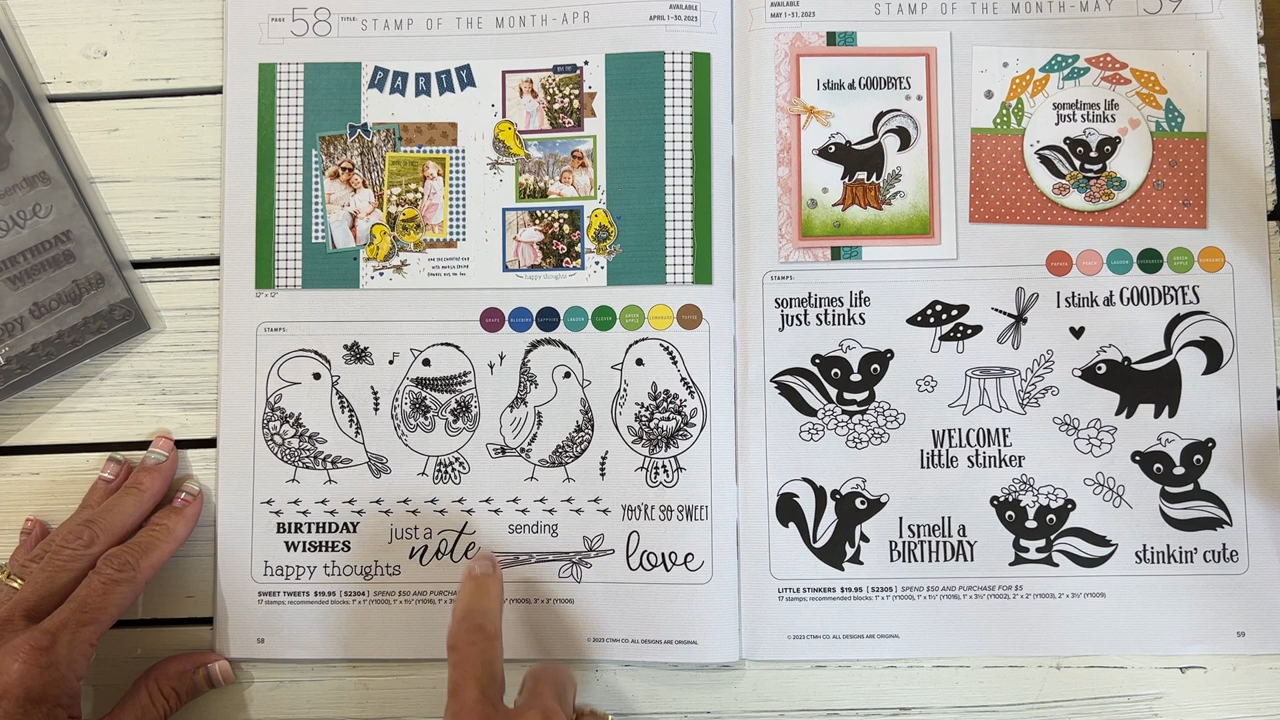 PAGE 58 TITLE: STAMP OF THE MONTH-APR
AVAILABLE
APRIL 1-30, 2023
PARTY
happy thoughts
12" x 12"
GRAPE BLUEBIRD SAPPHIRE LAGOON CLOVER GREEN APPLE LEMONADE TOFFEE
STAMPS:
YOU'RE SO SWEET
BIRTHDAY
WISHES
just a
note
sending
happy thoughts
love
SWEET TWEETS $19.95 [S2304] SPEND $50 AND PURCHA
17 stamps; recommended blocks: 1" x 1" (Y1000), 1" x 1½" (Y1016), 1" x 3½" (Y1005), 3" x 3" (Y1006)
58
© 2023 CTMH CO. ALL DESIGNS ARE ORIGINAL
AVAILABLE
MAY 1-31, 2023
STAMP OF THE MONTH-MAY
59
I stink at GOODBYES
sometimes life
just stinks
PAPAYA PEACH LAGOON EVERGREEN GREEN APPLE SUNDANCE
STAMPS:
sometimes life
just stinks
I stink at GOODBYES
WELCOME
little stinker
I smell a
BIRTHDAY
stinkin' cute
LITTLE STINKERS $19.95 [S2305] SPEND $50 AND PURCHASE FOR $5
17 stamps; recommended blocks: 1" x 1" (Y1000), 1" x 1½" (Y1016), 1" x 3½" (Y1002), 2" x 2" (Y1003), 2" x 3½" (Y1009)
© 2023 CTMH CO. ALL DESIGNS ARE ORIGINAL
59
sending
love
BIRTHDAY
WISHES
ppy thoughts